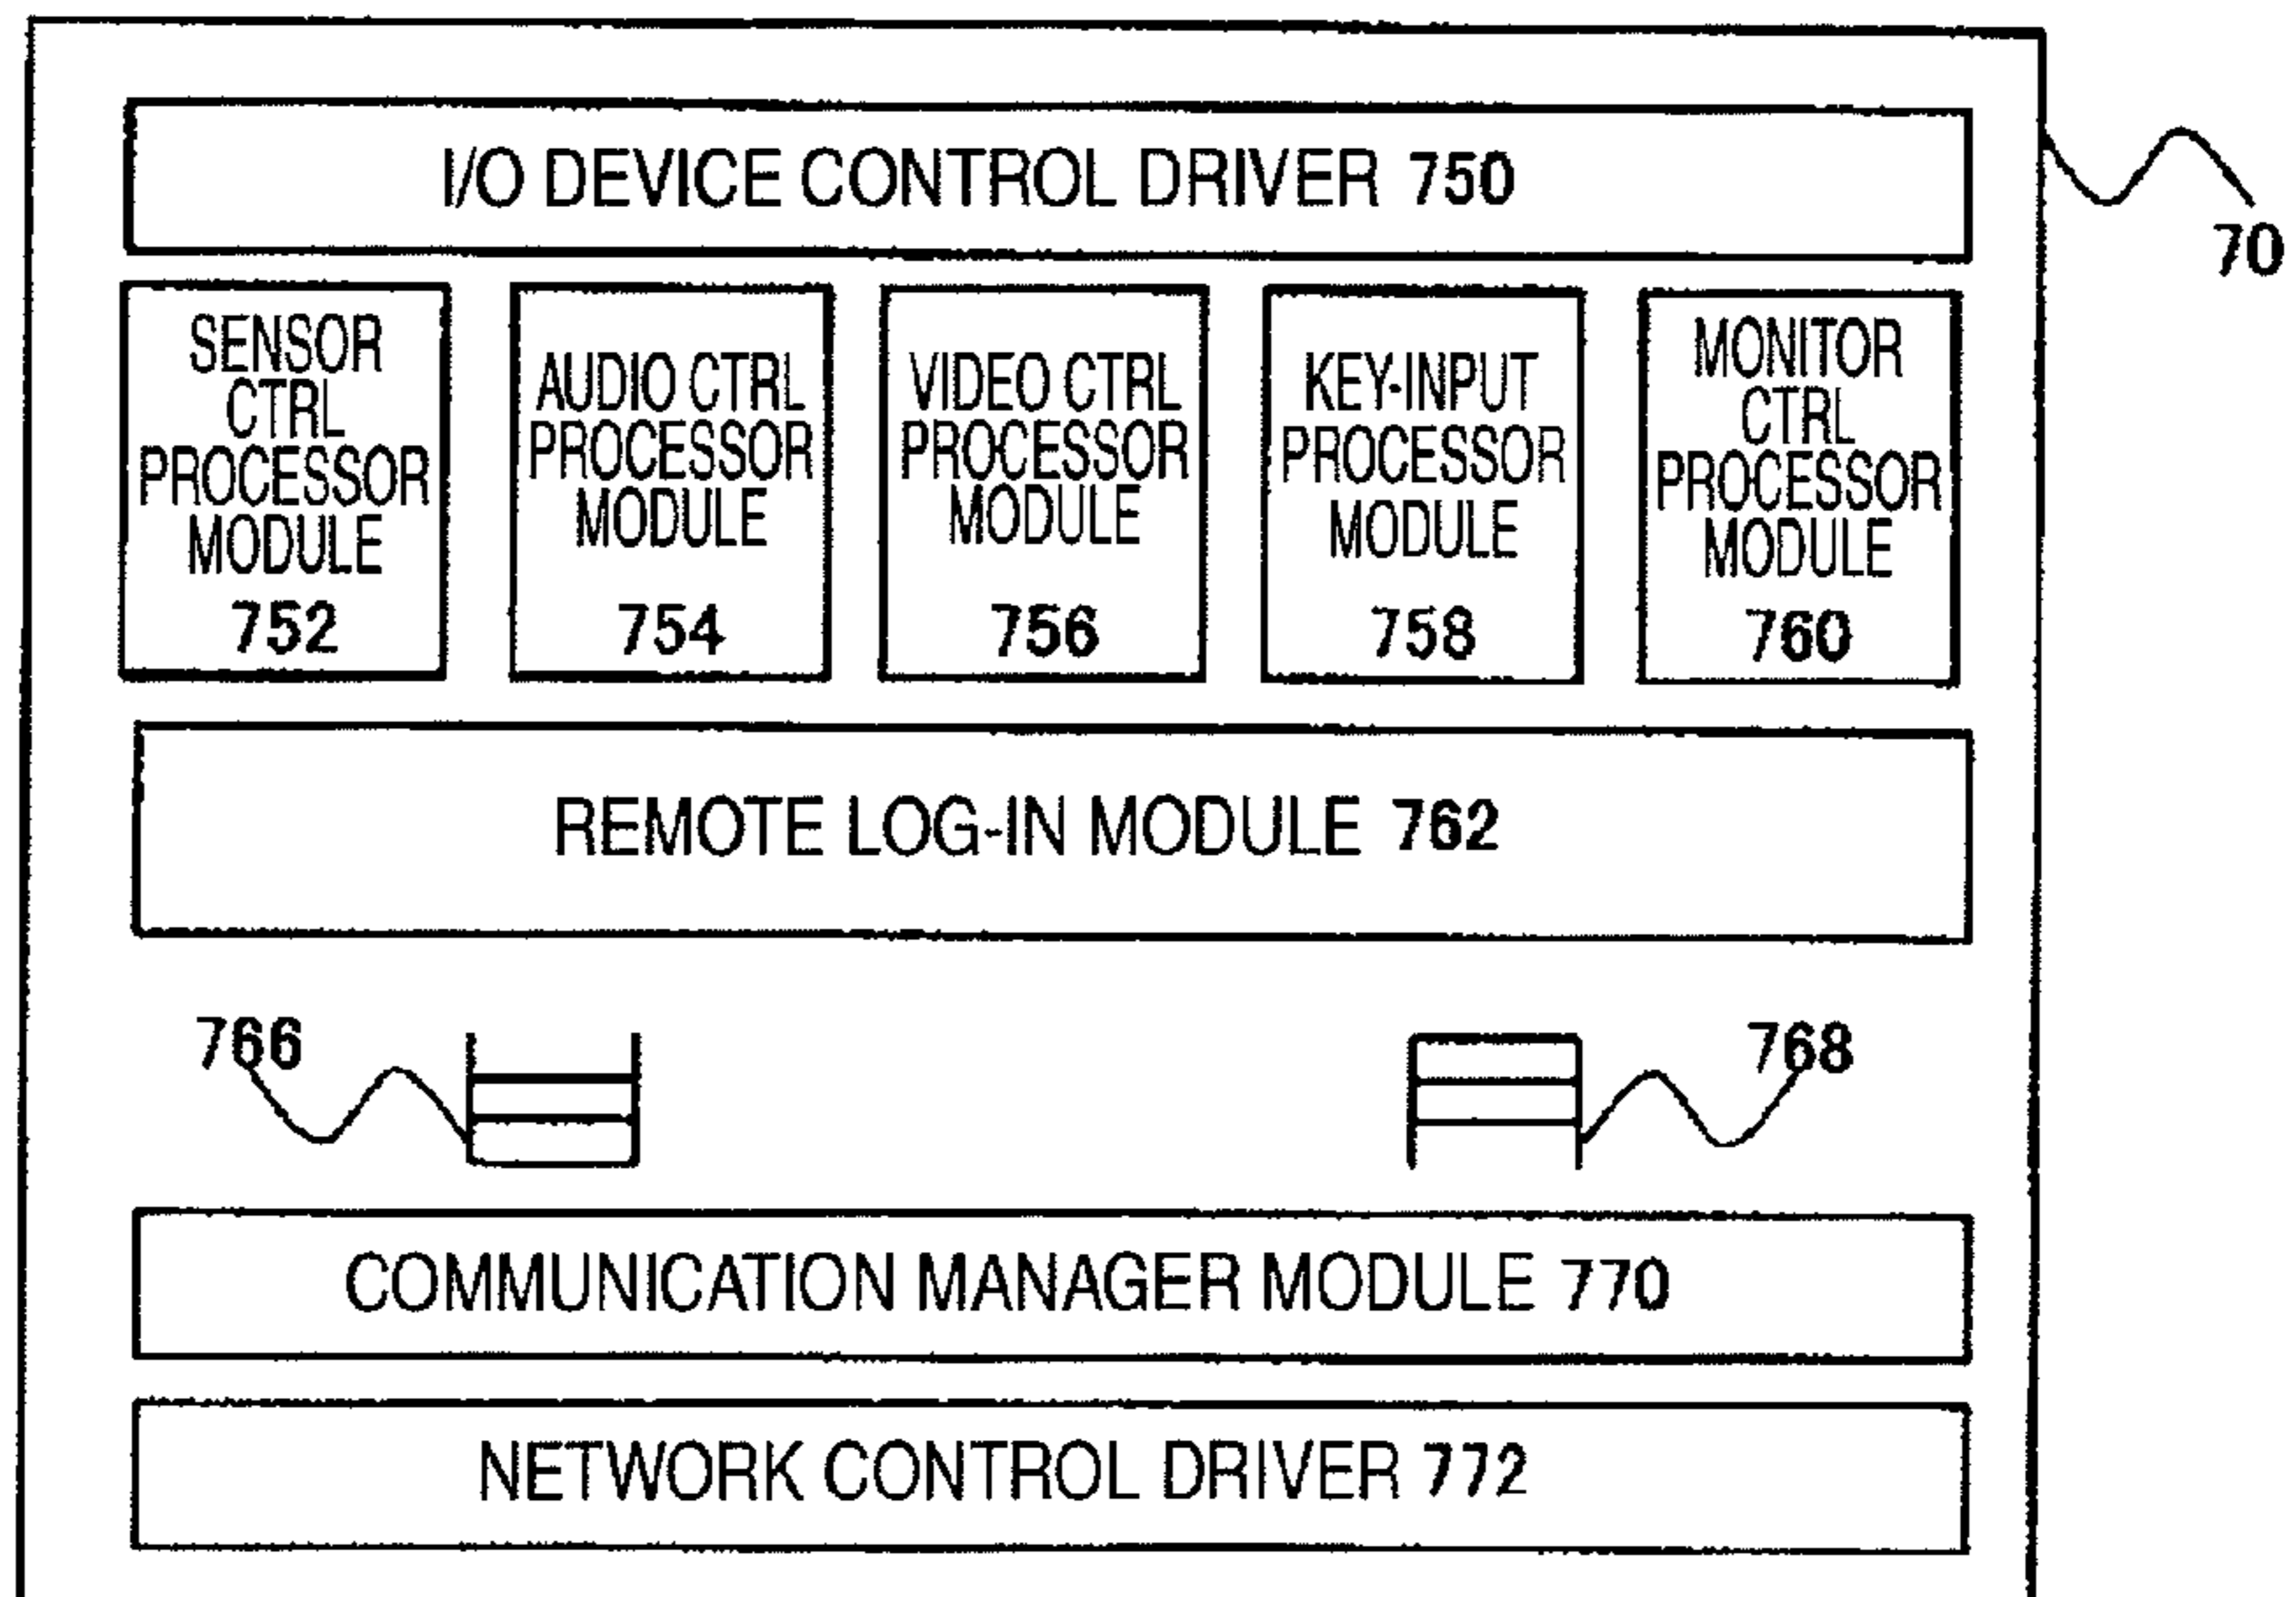 I/O DEVICE CONTROL DRIVER 750
70
SENSOR
CTRL
PROCESSOR
MODULE
752
AUDIO CTRL
PROCESSOR
MODULE
754
VIDEO CTRL
PROCESSOR
MODULE
756
KEY-INPUT
PROCESSOR
MODULE
758
MONITOR
CTRL
PROCESSOR
MODULE
760
REMOTE LOG-IN MODULE 762
766
768
COMMUNICATION MANAGER MODULE 770
NETWORK CONTROL DRIVER 772